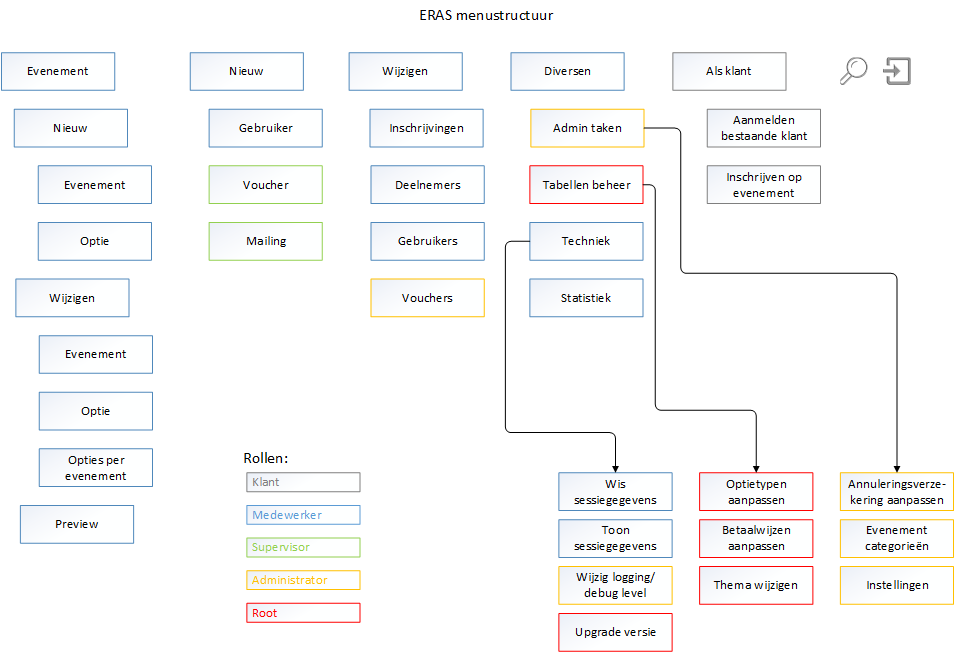 ERAS menustructuur
Evenement
Nieuw
Wijzigen
Diversen
Als klant
Nieuw
Gebruiker
Inschrijvingen
Admin taken
Aanmelden
bestaande klant
Evenement
Voucher
Deelnemers
Tabellen beheer
Inschrijven op
evenement
Optie
Mailing
Gebruikers
Techniek
Wijzigen
Vouchers
Statistiek
Evenement
Optie
Opties per
evenement
Preview
Rollen:
Klant
Medewerker
Supervisor
Administrator
Root
Wis
sessiegegevens
Optietypen
aanpassen
Annuleringsverze-
kering aanpassen
Toon
sessiegegevens
Betaalwijzen
aanpassen
Evenement
categorieën
Wijzig logging/
debug level
Thema wijzigen
Instellingen
Upgrade versie